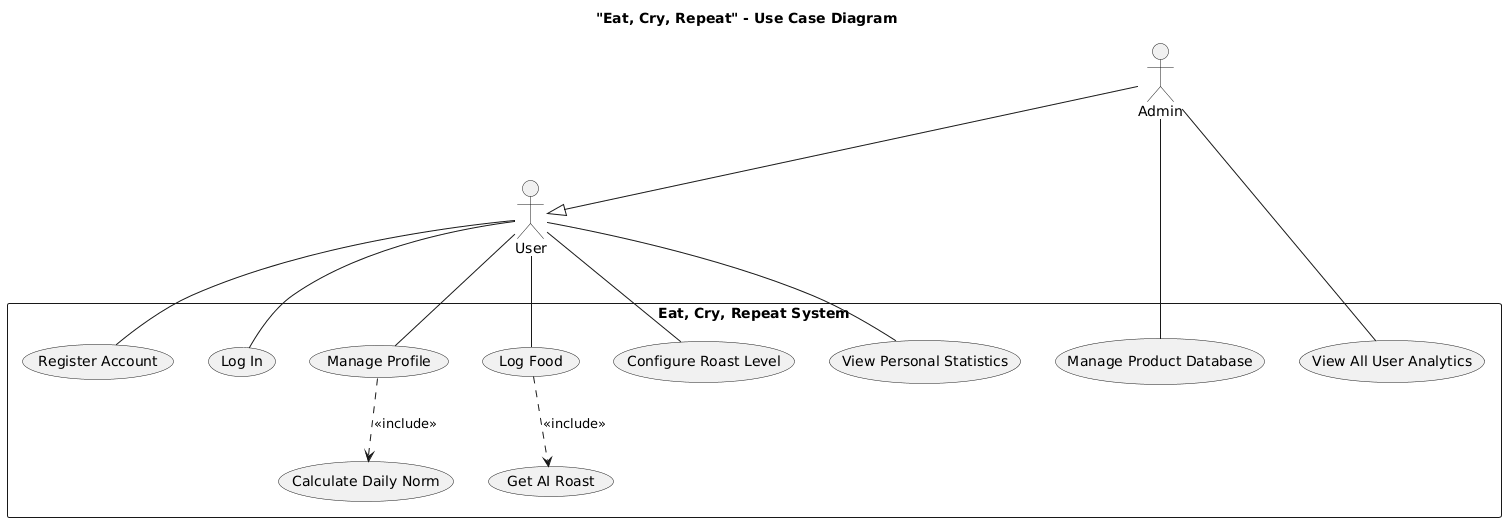 "Eat, Cry, Repeat" - Use Case Diagram
Admin
User
Eat, Cry, Repeat System
Register Account
Log In
Manage Profile
Log Food
Configure Roast Level
View Personal Statistics
Manage Product Database
View All User Analytics
«include»
«include»
Calculate Daily Norm
Get AI Roast